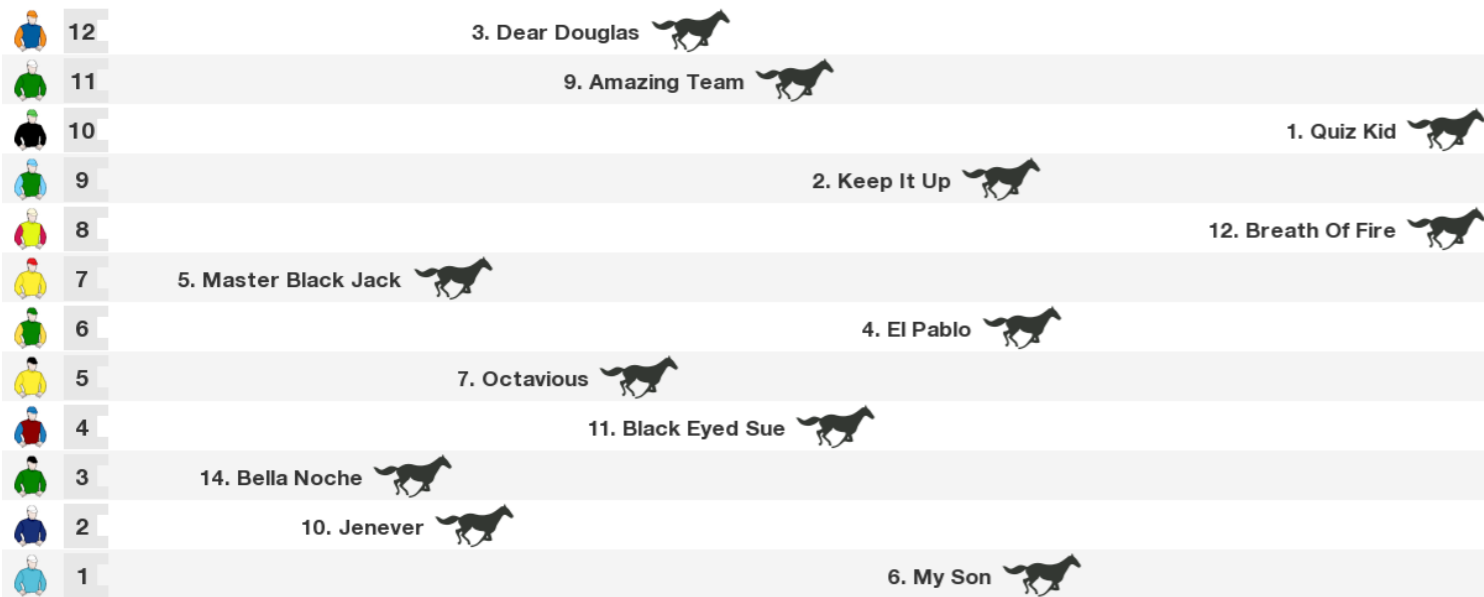 12 3. Dear Douglas
11 9. Amazing Team
10 1. Quiz Kid
9 2. Keep It Up
8 12. Breath Of Fire
7 5. Master Black Jack
6 4. El Pablo
5 7. Octavious
4 11. Black Eyed Sue
3 14. Bella Noche
2 10. Jenever
1 6. My Son